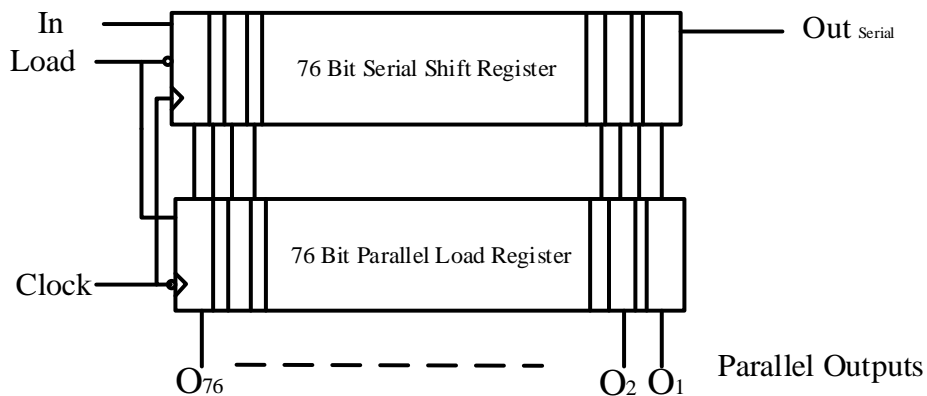 In
Load
76 Bit Serial Shift Register
Out Serial
76 Bit Parallel Load Register
Clock
O76
O2
O1
Parallel Outputs